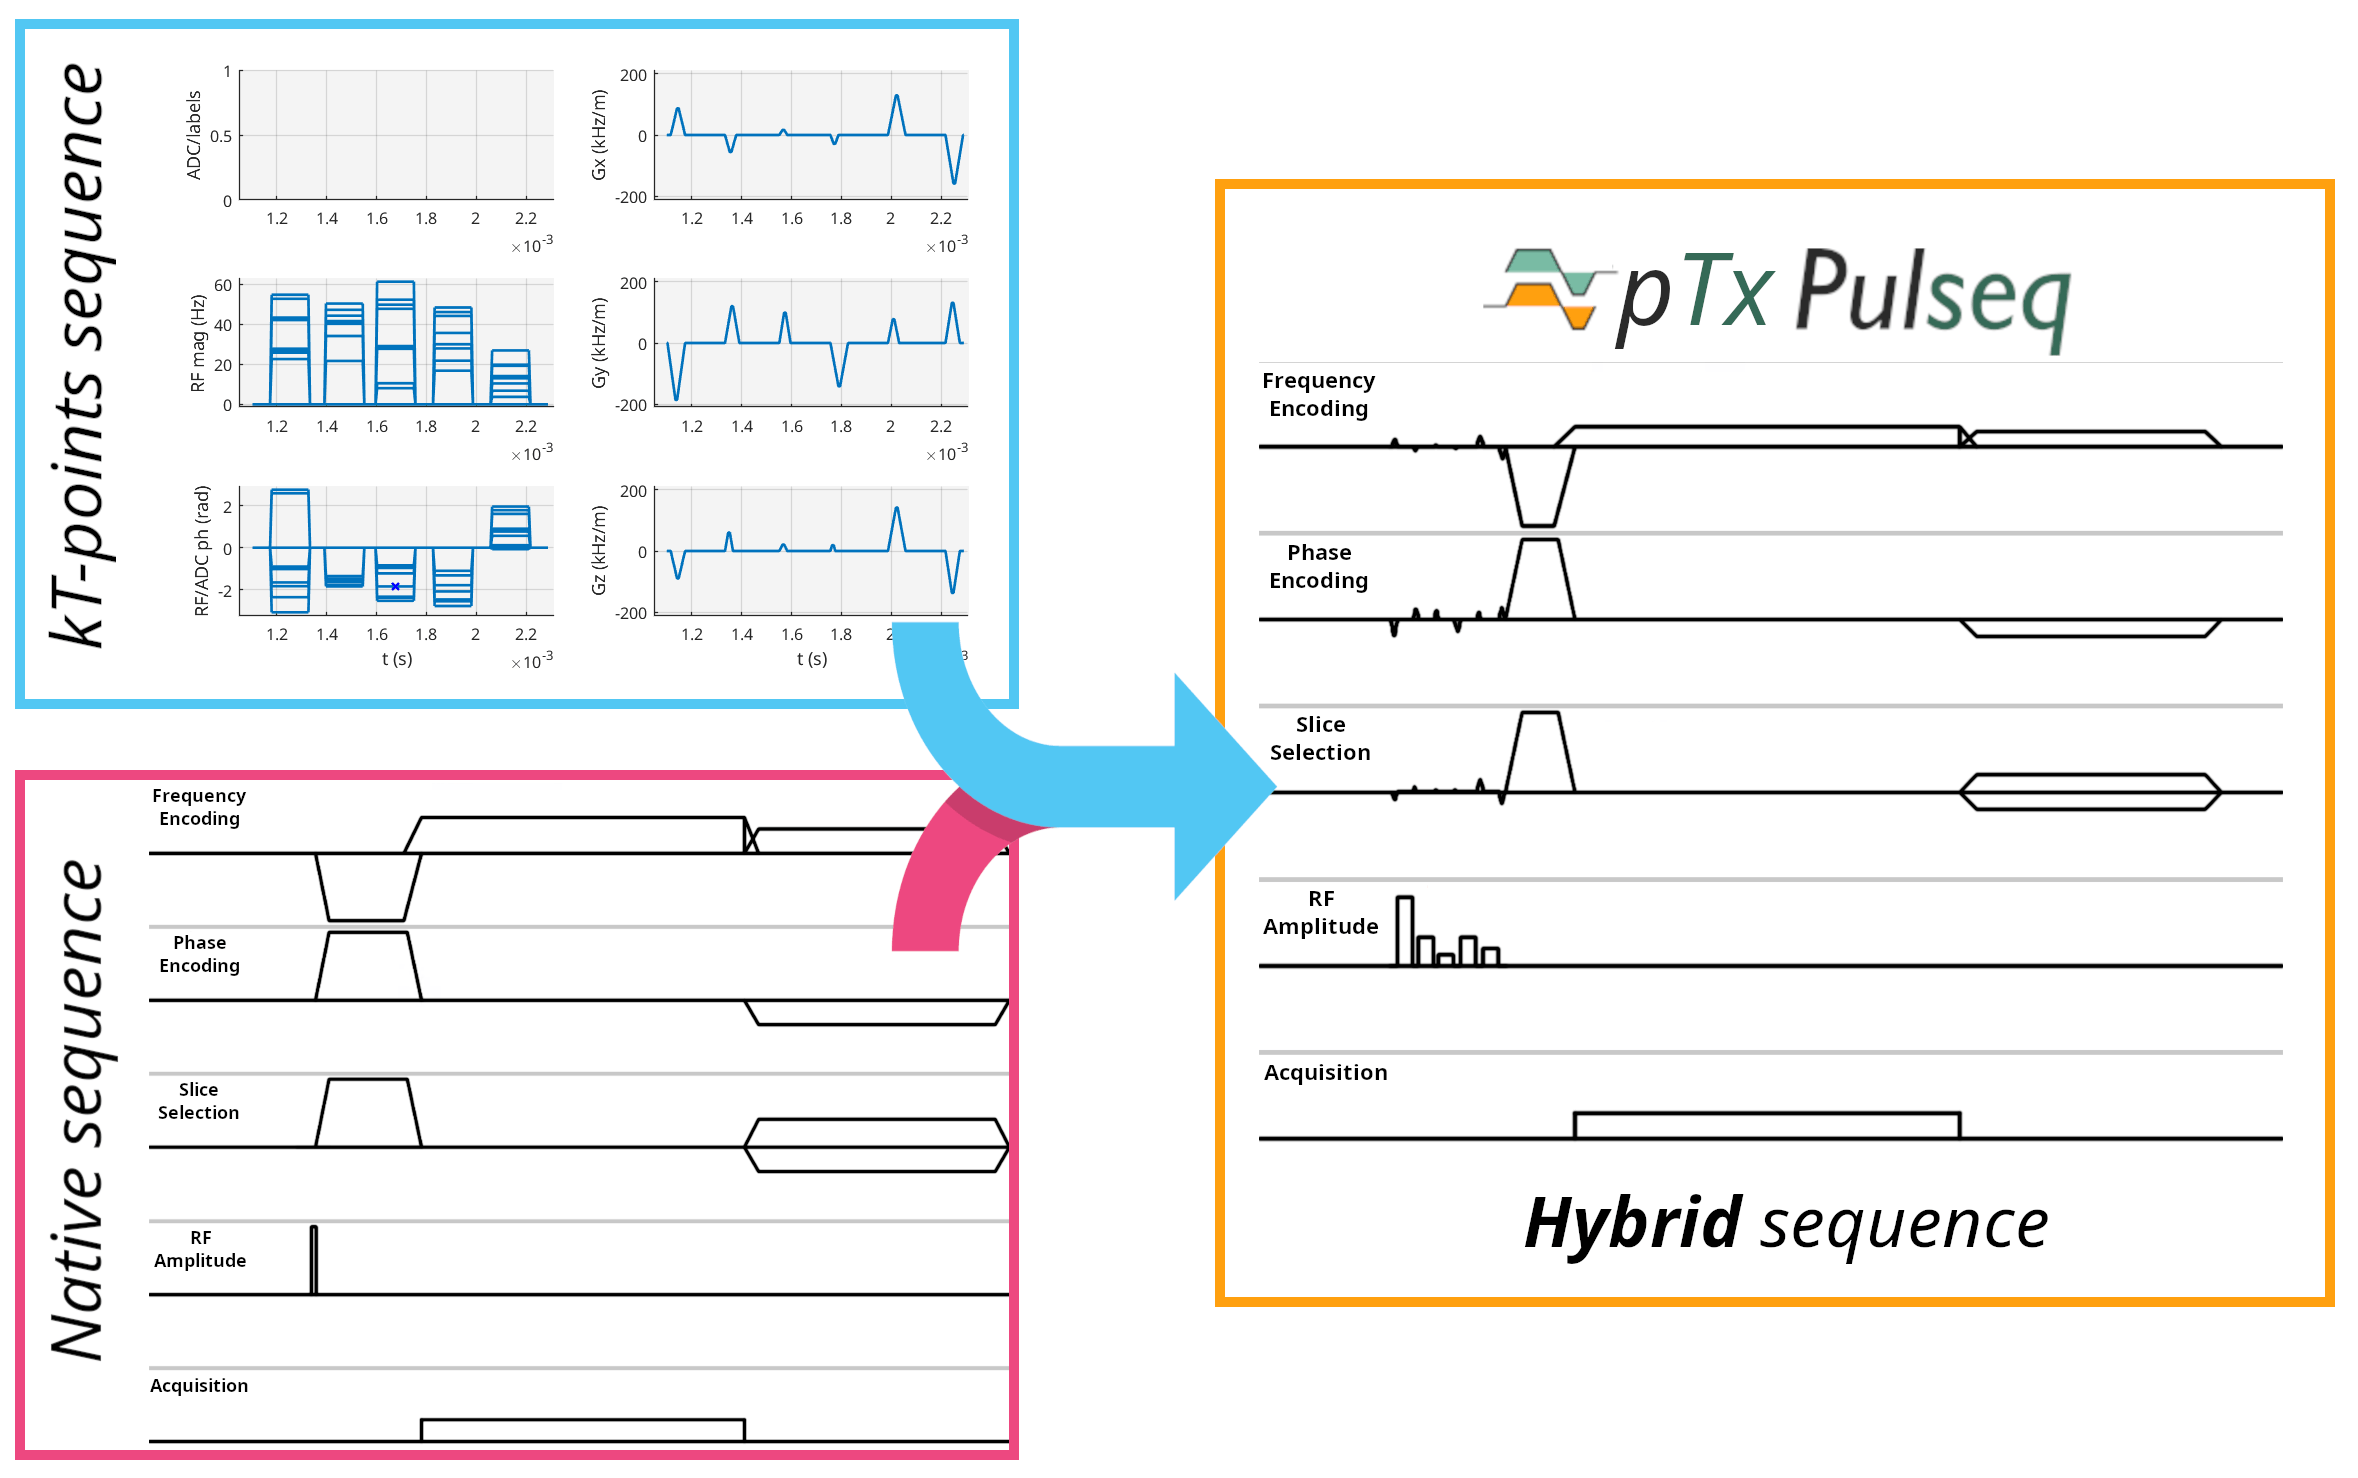 kT-points sequence
ADC/labels
1
0.5
0
1.2 1.4 1.6 1.8 2 2.2
×10-3
Gx (kHz/m)
200
0
-200
1.2 1.4 1.6 1.8 2 2.2
×10-3
RF mag (Hz)
60
40
20
0
1.2 1.4 1.6 1.8 2 2.2
×10-3
Gy (kHz/m)
200
0
-200
1.2 1.4 1.6 1.8 2 2.2
×10-3
RF/ADC ph (rad)
2
0
-2
1.2 1.4 1.6 1.8 2 2.2
t (s)
×10-3
Gz (kHz/m)
200
0
-200
1.2 1.4 1.6 1.8 2
t (s)
3
Native sequence
Frequency
Encoding
Phase
Encoding
Slice
Selection
RF
Amplitude
Acquisition
pTx Pulseq
Frequency
Encoding
Phase
Encoding
Slice
Selection
RF
Amplitude
Acquisition
Hybrid sequence